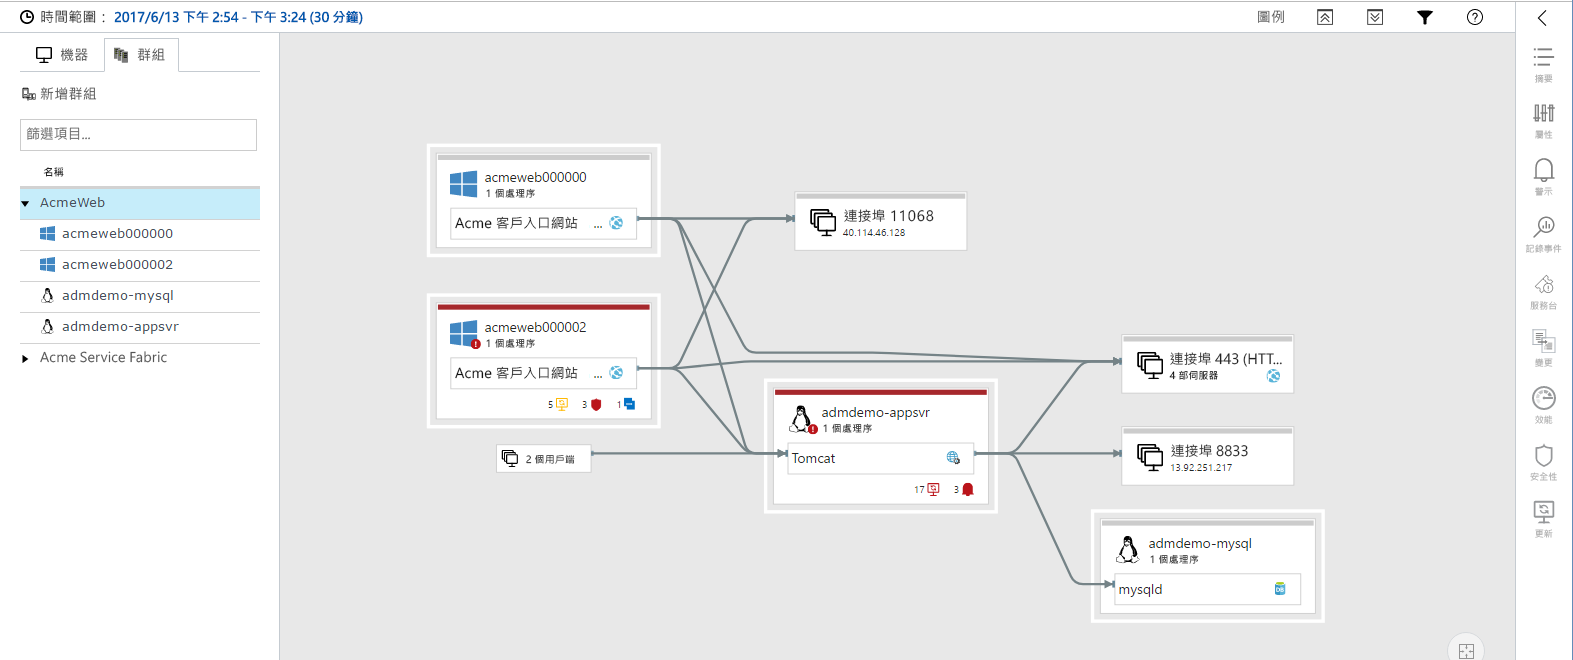 時間範圍： 2017/6/13 下午 2:54 - 下午 3:24 (30 分鐘)
圖例
機器
群組
新增群組
篩選項目...
名稱
AcmeWeb
acmeweb000000
acmeweb000002
admdemo-mysql
admdemo-appsvr
Acme Service Fabric
acmeweb000000
1 個處理序
Acme 客戶入口網站 ...
acmeweb000002
1 個處理序
Acme 客戶入口網站 ...
5 3 1
2 個用戶端
連接埠 11068
40.114.46.128
admdemo-appsvr
1 個處理序
Tomcat
17 3
連接埠 443 (HTT...
4 部伺服器
連接埠 8833
13.92.251.217
admdemo-mysql
1 個處理序
mysqld
摘要
屬性
警示
記錄事件
服務台
變更
效能
安全性
更新